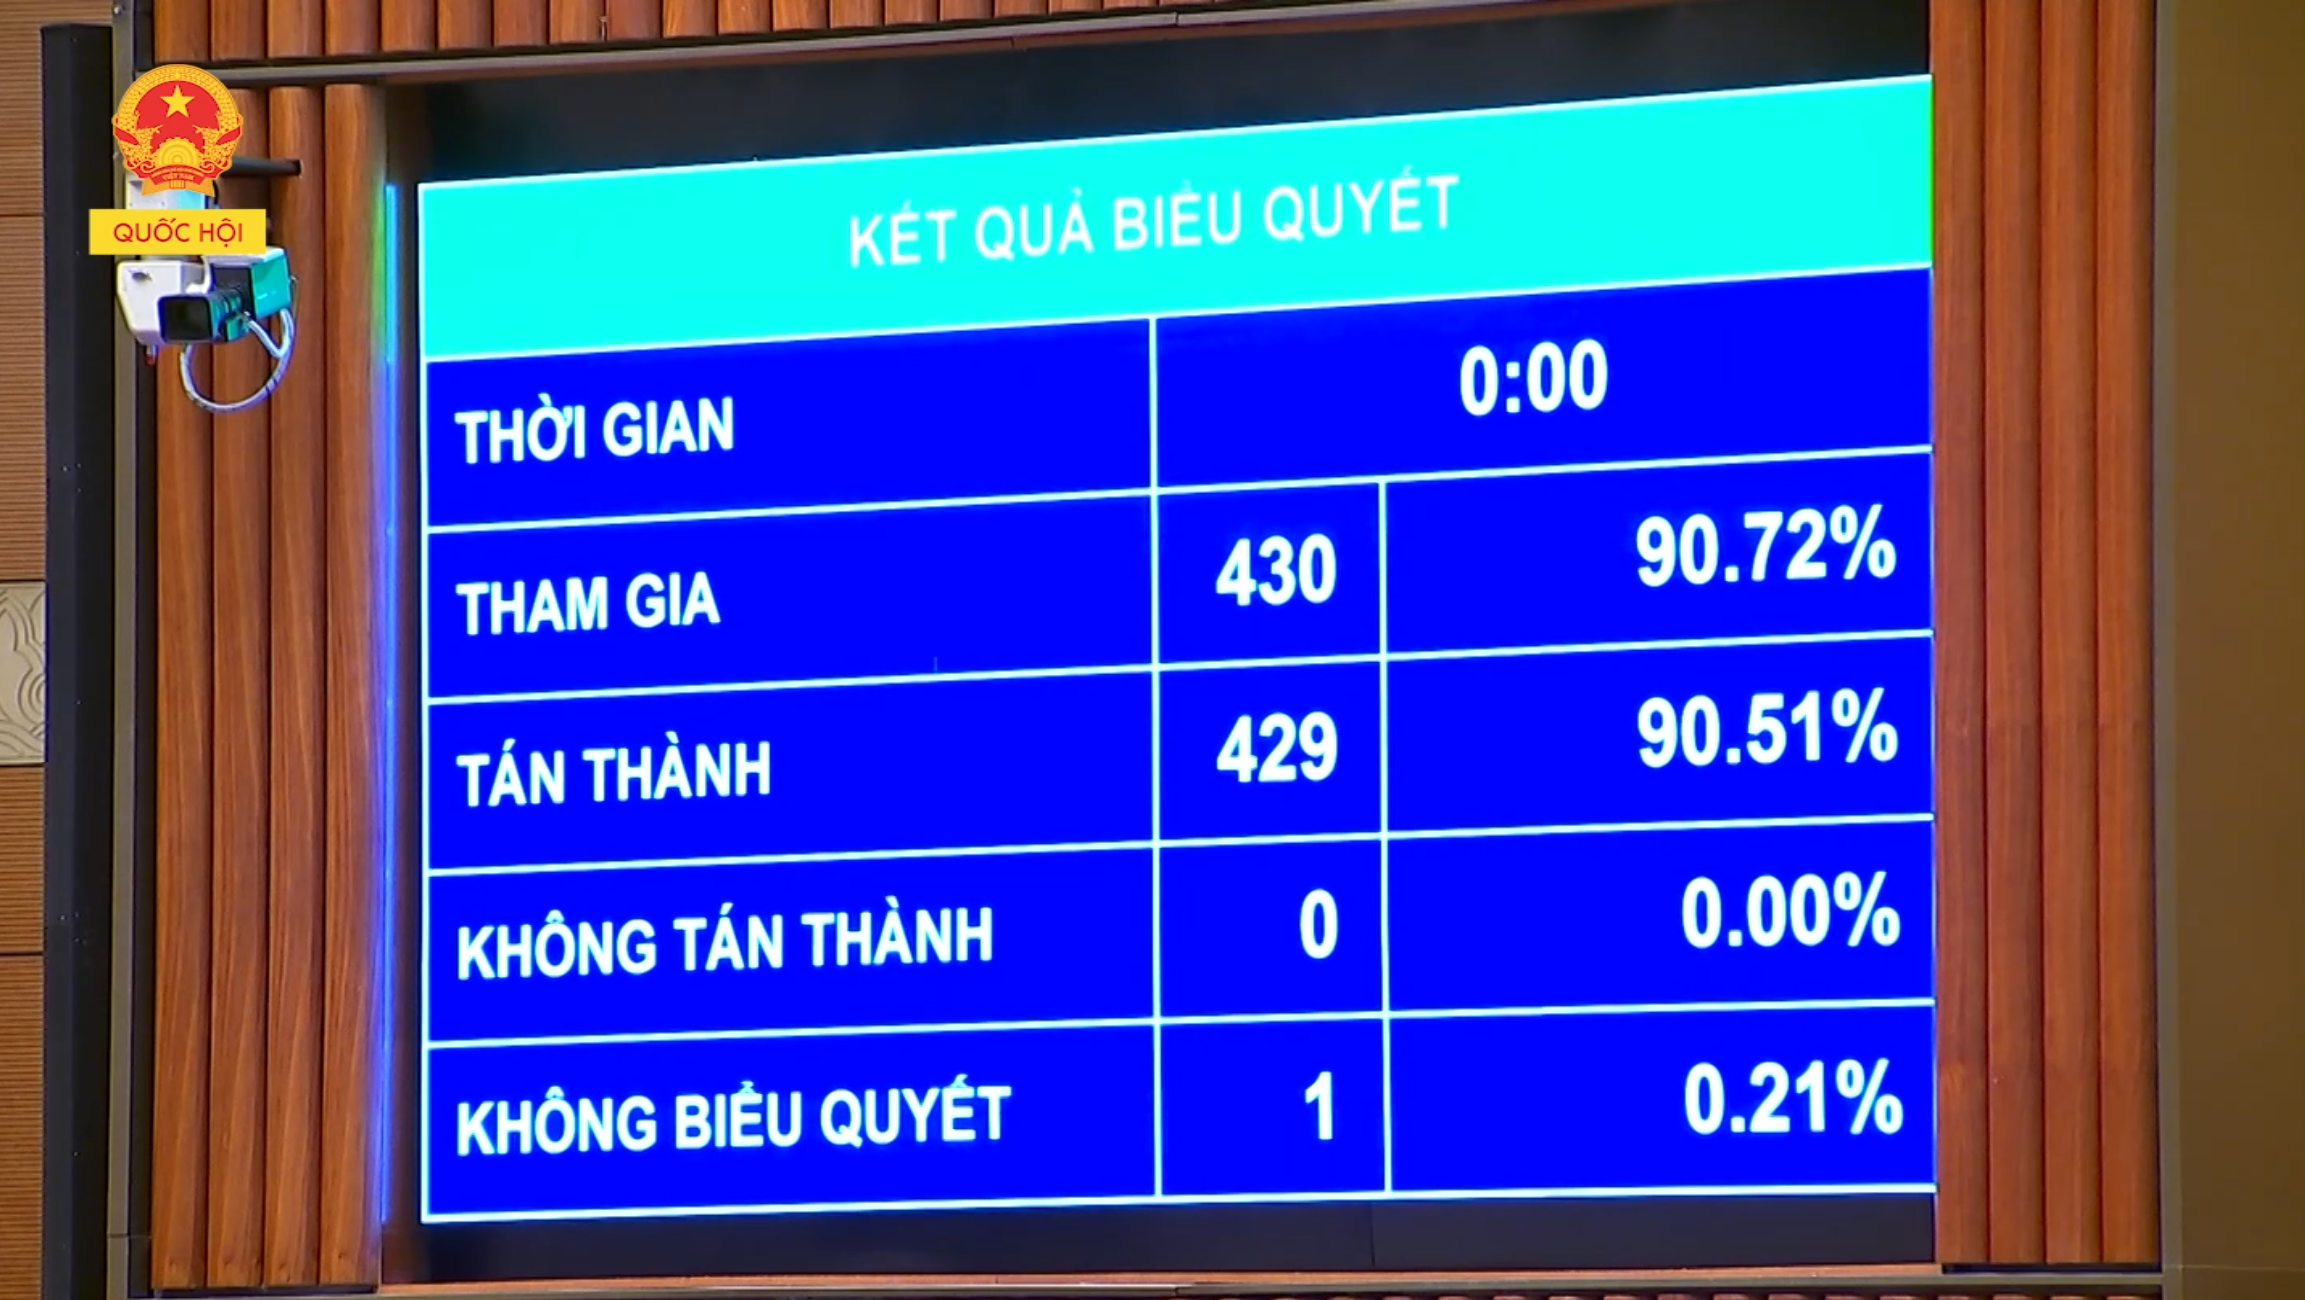 QUỐC HỘI
KẾT QUẢ BIỂU QUYẾT
THỜI GIAN 0:00
THAM GIA 430 90.72%
TÁN THÀNH 429 90.51%
KHÔNG TÁN THÀNH 0 0.00%
KHÔNG BIỂU QUYẾT 1 0.21%